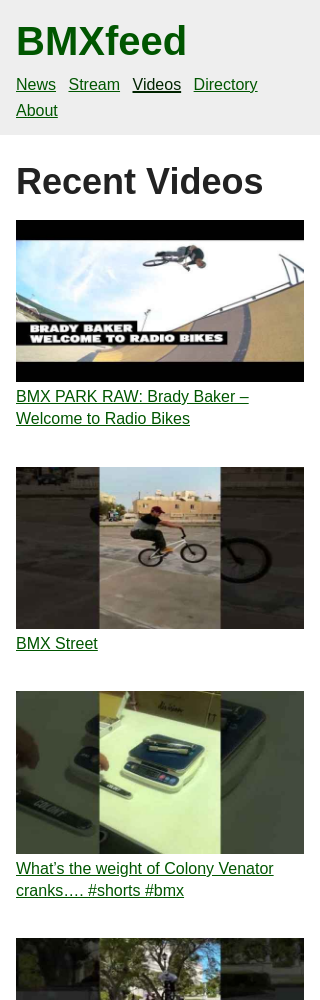 BMXfeed
News Stream Videos Directory
About
Recent Videos
BRADY BAKER
WELCOME TO RADIO BIKES
BMX PARK RAW: Brady Baker –
Welcome to Radio Bikes
BMX Street
COLONY
What’s the weight of Colony Venator
cranks…. #shorts #bmx